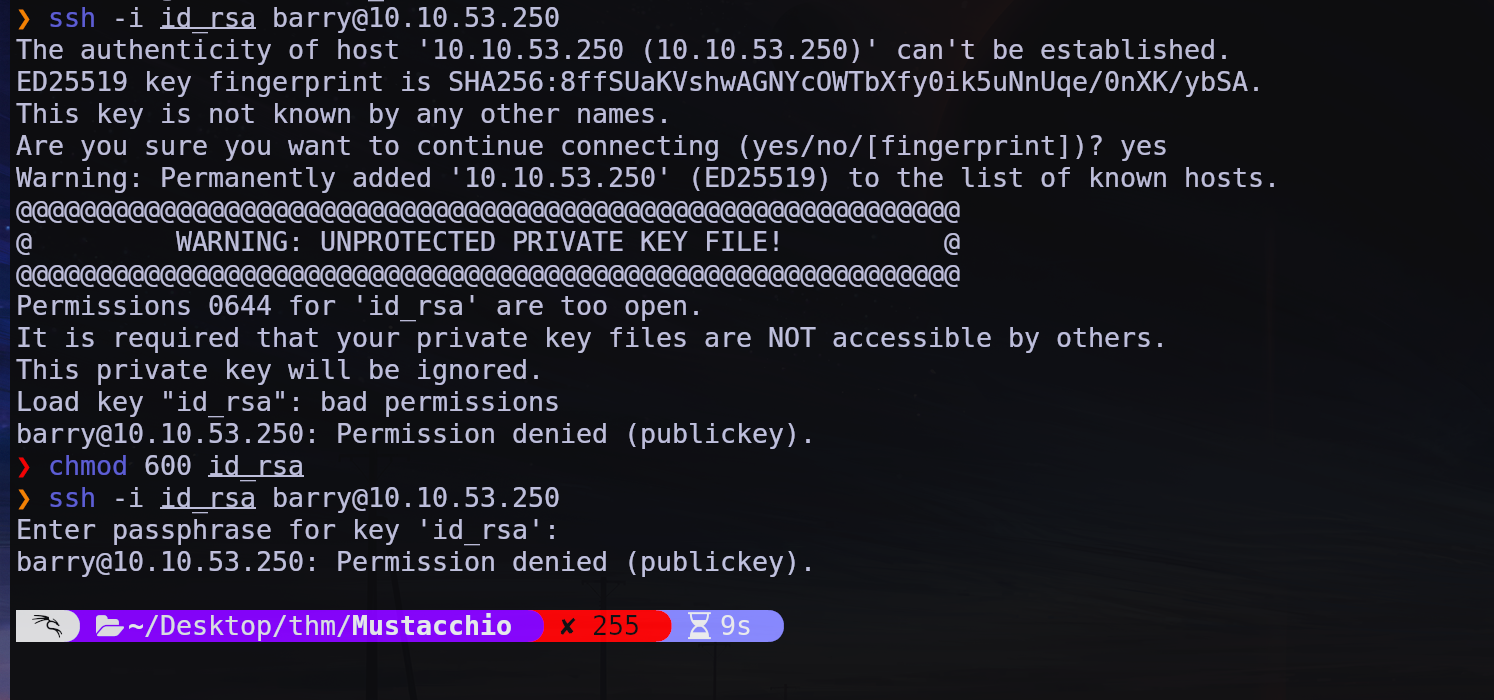 ❯ ssh -i id_rsa barry@10.10.53.250
The authenticity of host '10.10.53.250 (10.10.53.250)' can't be established.
ED25519 key fingerprint is SHA256:8ffSUaKVshwAGNYcOWTbXfy0ik5uNnUqe/0nXK/ybSA.
This key is not known by any other names.
Are you sure you want to continue connecting (yes/no/[fingerprint])? yes
Warning: Permanently added '10.10.53.250' (ED25519) to the list of known hosts.
@@@@@@@@@@@@@@@@@@@@@@@@@@@@@@@@@@@@@@@@@@@@@@@@@@@@@@@@@@@
@         WARNING: UNPROTECTED PRIVATE KEY FILE!          @
@@@@@@@@@@@@@@@@@@@@@@@@@@@@@@@@@@@@@@@@@@@@@@@@@@@@@@@@@@@
Permissions 0644 for 'id_rsa' are too open.
It is required that your private key files are NOT accessible by others.
This private key will be ignored.
Load key "id_rsa": bad permissions
barry@10.10.53.250: Permission denied (publickey).
❯ chmod 600 id_rsa
❯ ssh -i id_rsa barry@10.10.53.250
Enter passphrase for key 'id_rsa':
barry@10.10.53.250: Permission denied (publickey).
~/Desktop/thm/Mustacchio ✘ 255 9s